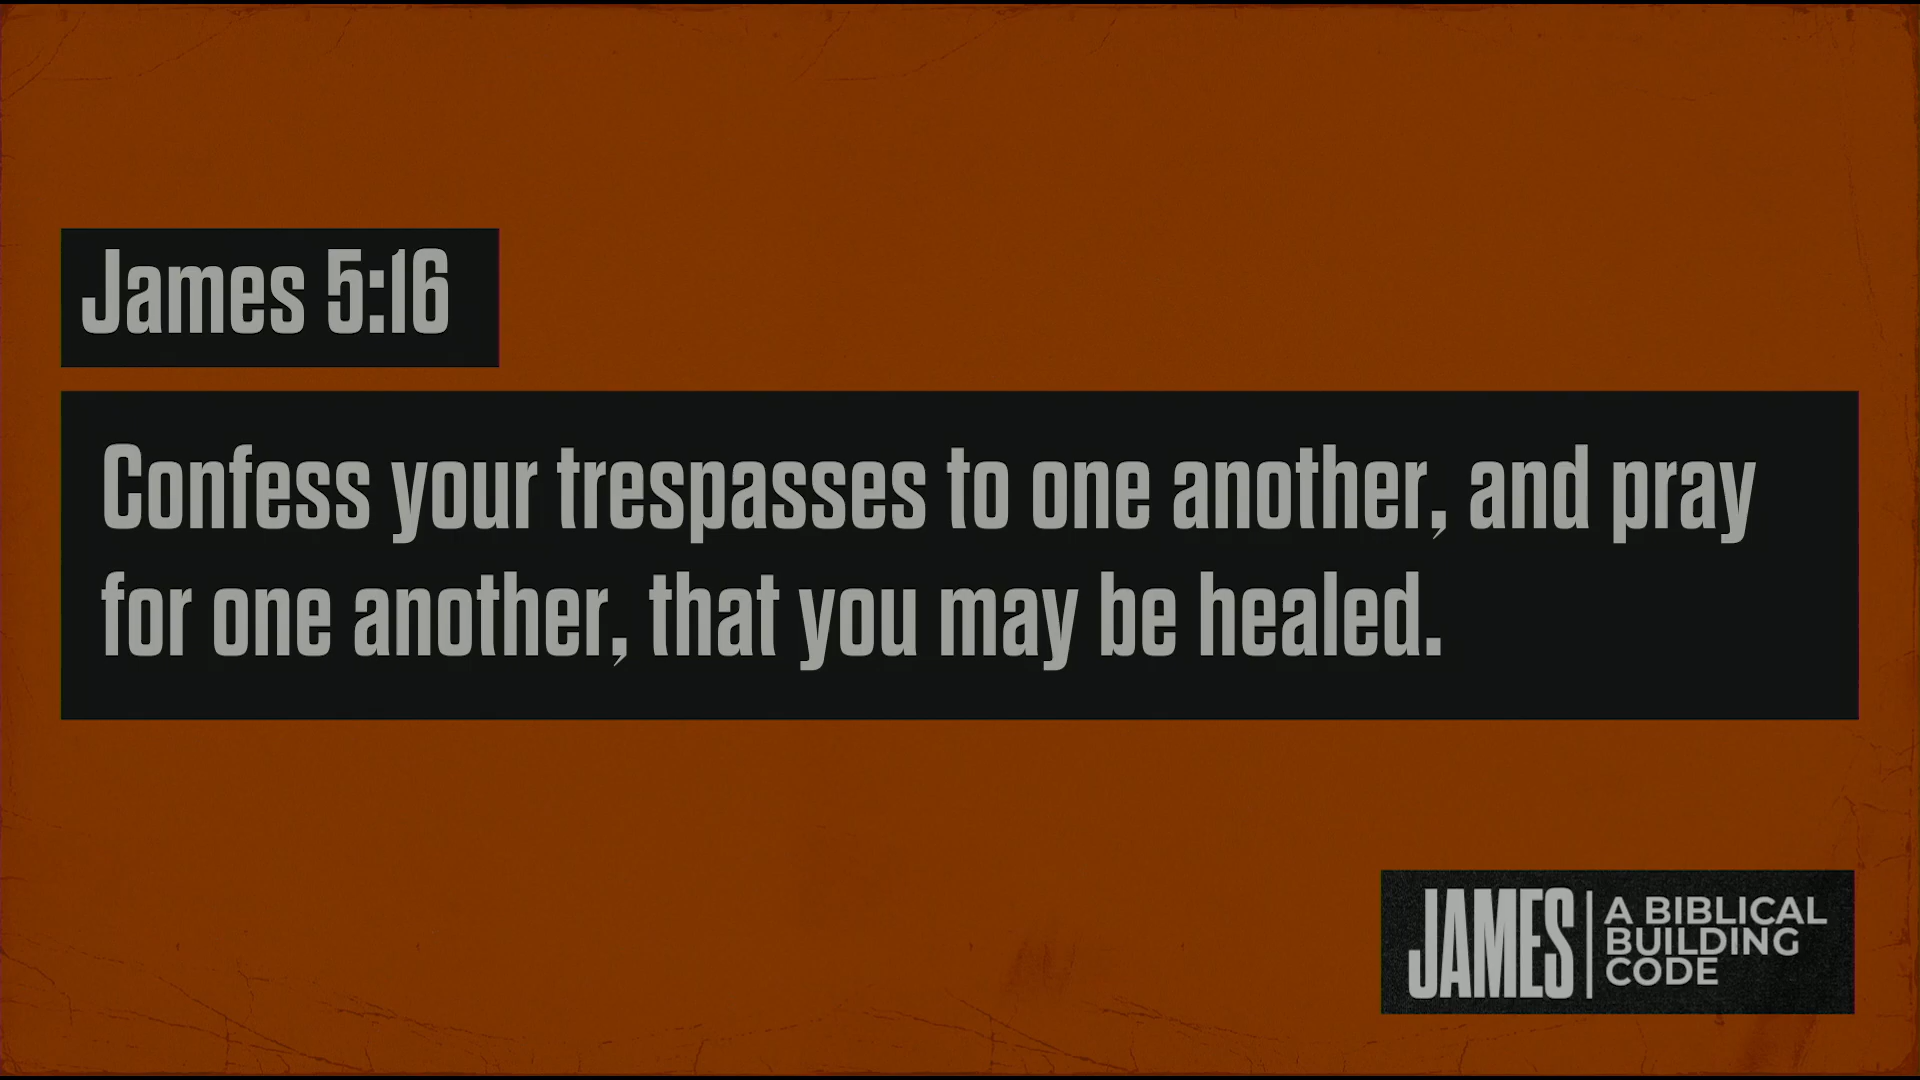 James 5:16
Confess your trespasses to one another, and pray
for one another, that you may be healed.
JAMES
A BIBLICAL
BUILDING
CODE